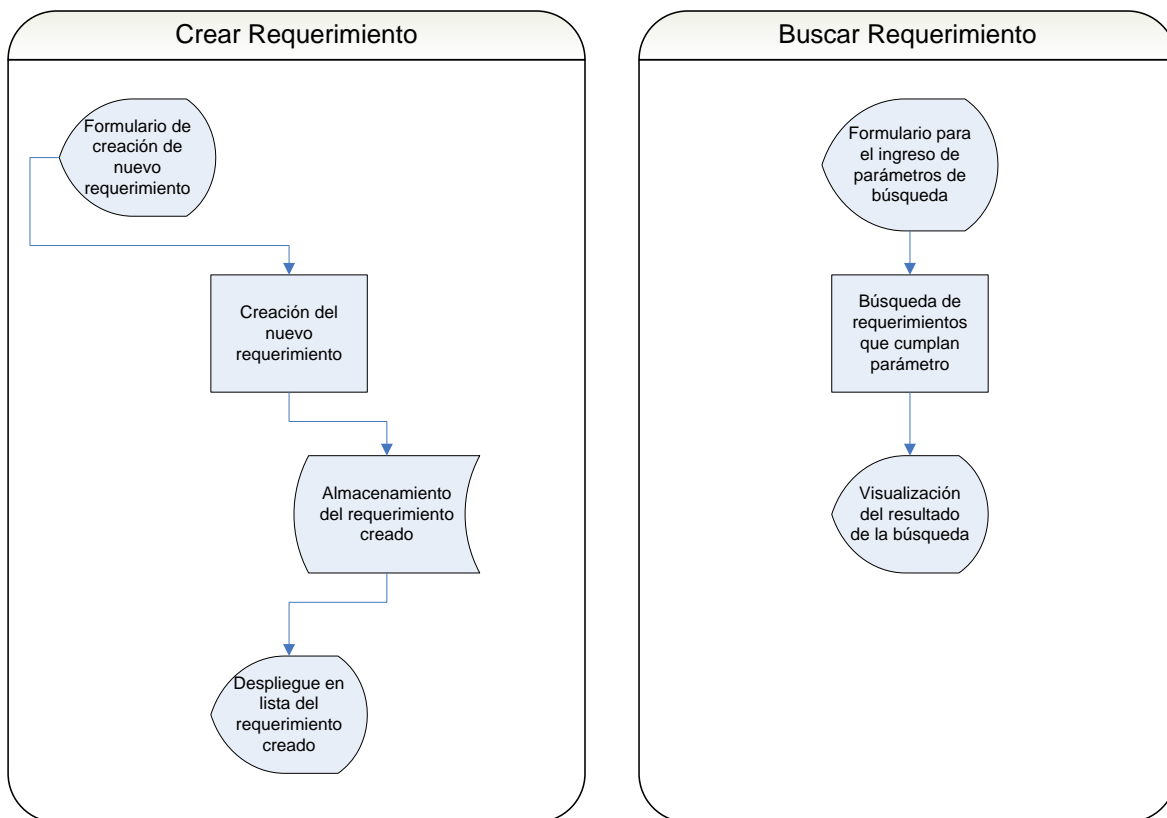 Crear Requerimiento
Formulario de
creación de
nuevo
requerimiento
Creación del
nuevo
requerimiento
Almacenamiento
del requerimiento
creado
Despliegue en
lista del
requerimiento
creado
Buscar Requerimiento
Formulario para
el ingreso de
parámetros de
búsqueda
Búsqueda de
requerimientos
que cumplan
parámetro
Visualización
del resultado
de la búsqueda